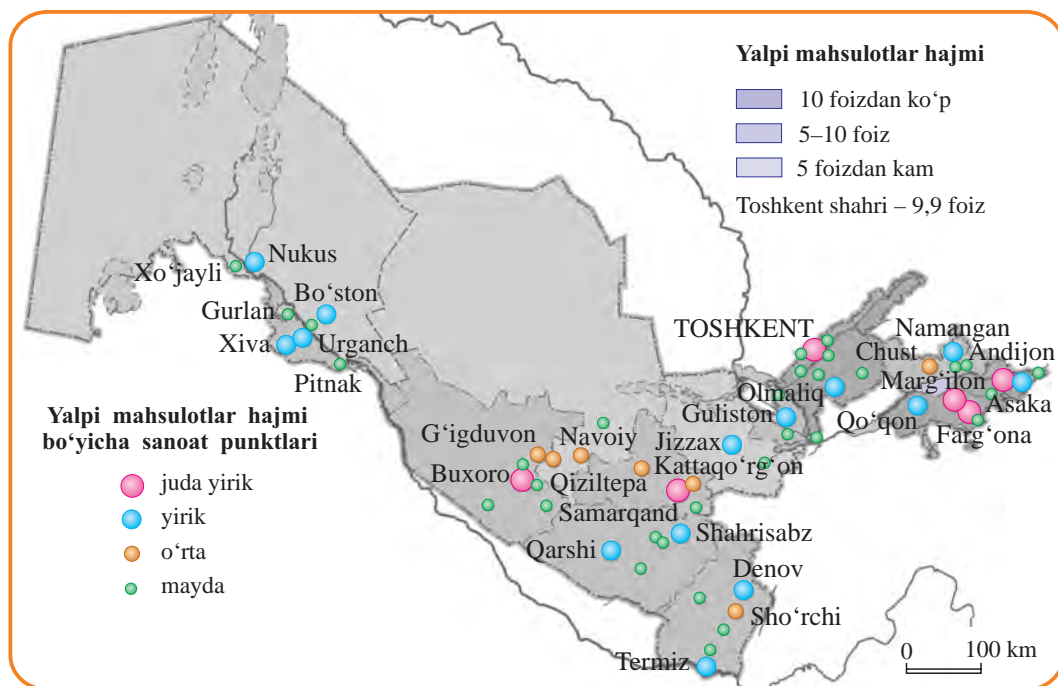 Yalpi mahsulotlar hajmi
10 foizdan ko‘p
5–10 foiz
5 foizdan kam
Toshkent shahri – 9,9 foiz
Nukus
Xo‘jayli
Bo‘ston
Gurlan
Xiva
Urganch
Pitnak
TOSHKENT
Namangan
Chust
Andijon
Marg‘ilon
Olmaliq
Asaka
Guliston
Qo‘qon
Farg‘ona
G‘igduvon
Navoiy
Jizzax
Kattaqo‘rg‘on
Buxoro
Qiziltepa
Samarqand
Shahrisabz
Qarshi
Denov
Sho‘rchi
Termiz
Yalpi mahsulotlar hajmi
bo‘yicha sanoat punktlari
juda yirik
yirik
o‘rta
mayda
0 100 km